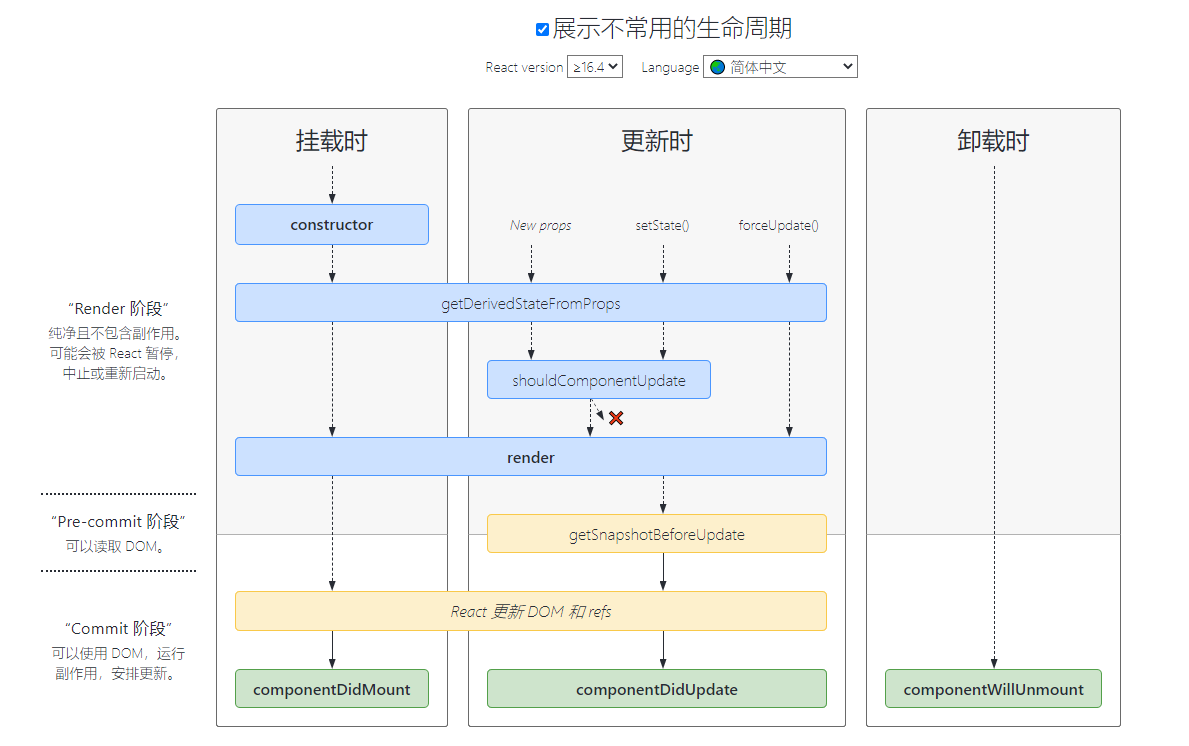 展示不常用的生命周期
React version ≥16.4 Language 简体中文
挂载时
更新时
卸载时
constructor
New props
setState()
forceUpdate()
getDerivedStateFromProps
“Render 阶段”
纯净且不包含副作用。
可能会被 React 暂停，
中止或重新启动。
shouldComponentUpdate
render
“Pre-commit 阶段”
可以读取 DOM。
getSnapshotBeforeUpdate
React 更新 DOM 和 refs
“Commit 阶段”
可以使用 DOM，运行
副作用，安排更新。
componentDidMount
componentDidUpdate
componentWillUnmount